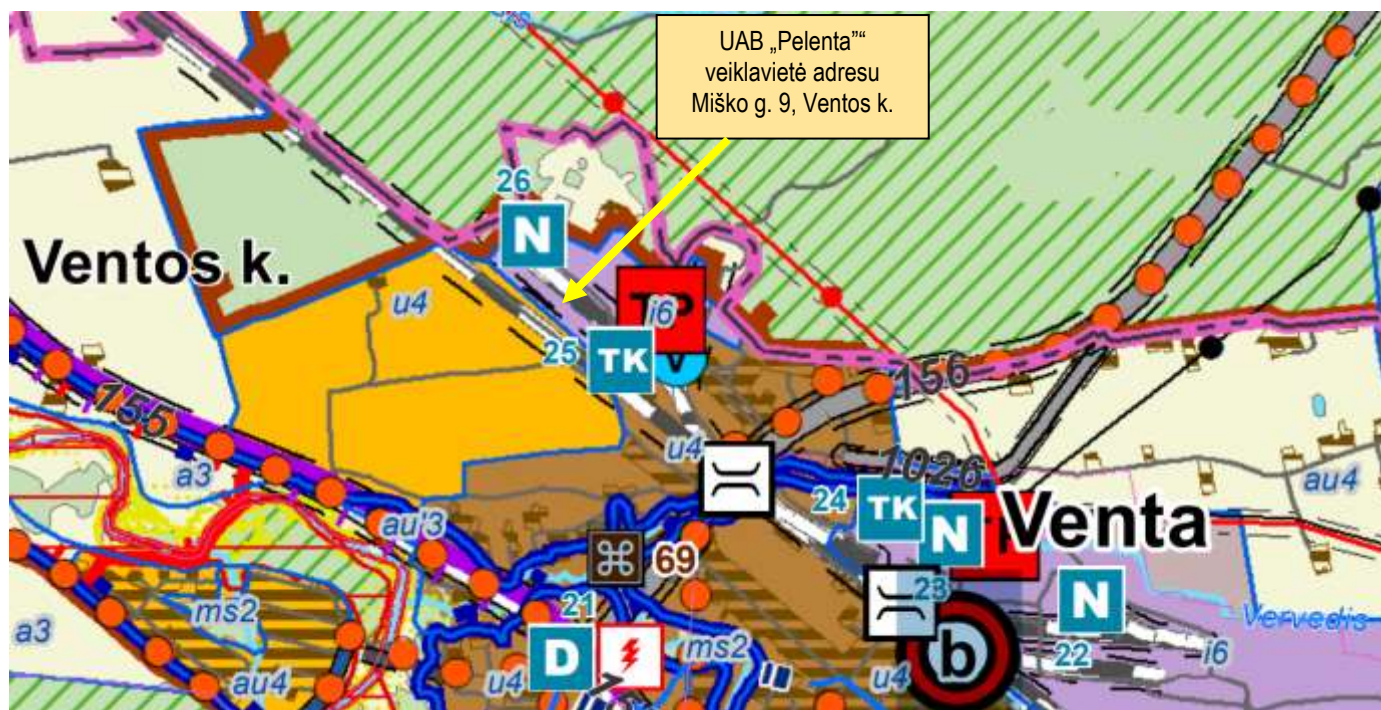 UAB „Pelenta"“
veiklavietė adresu
Miško g. 9, Ventos k.
26
N
Ventos k.
u4
i6
25
TK
V
155
156
a3
u4
1026
au4
24
TK
N
Venta
au'3
69
23
21
N
ms2
Vervedis
a3
D
ms2
b
22
i6
au4
u4
u4